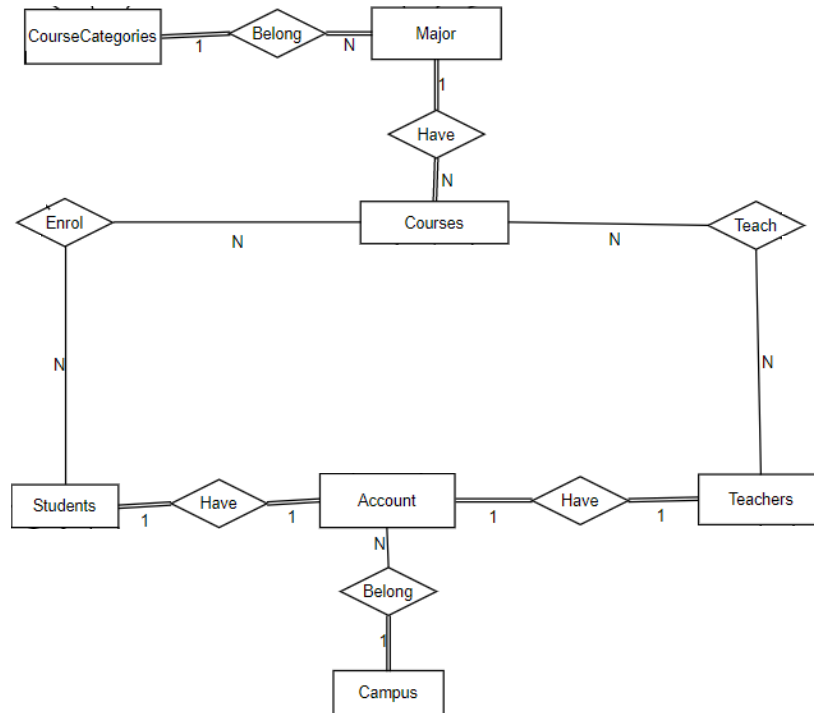 CourseCategories
1
Belong
N
Major
1
Have
N
Enrol
N
Courses
N
Teach
N
N
Students
1
Have
1
Account
1
Have
1
Teachers
N
Belong
1
Campus